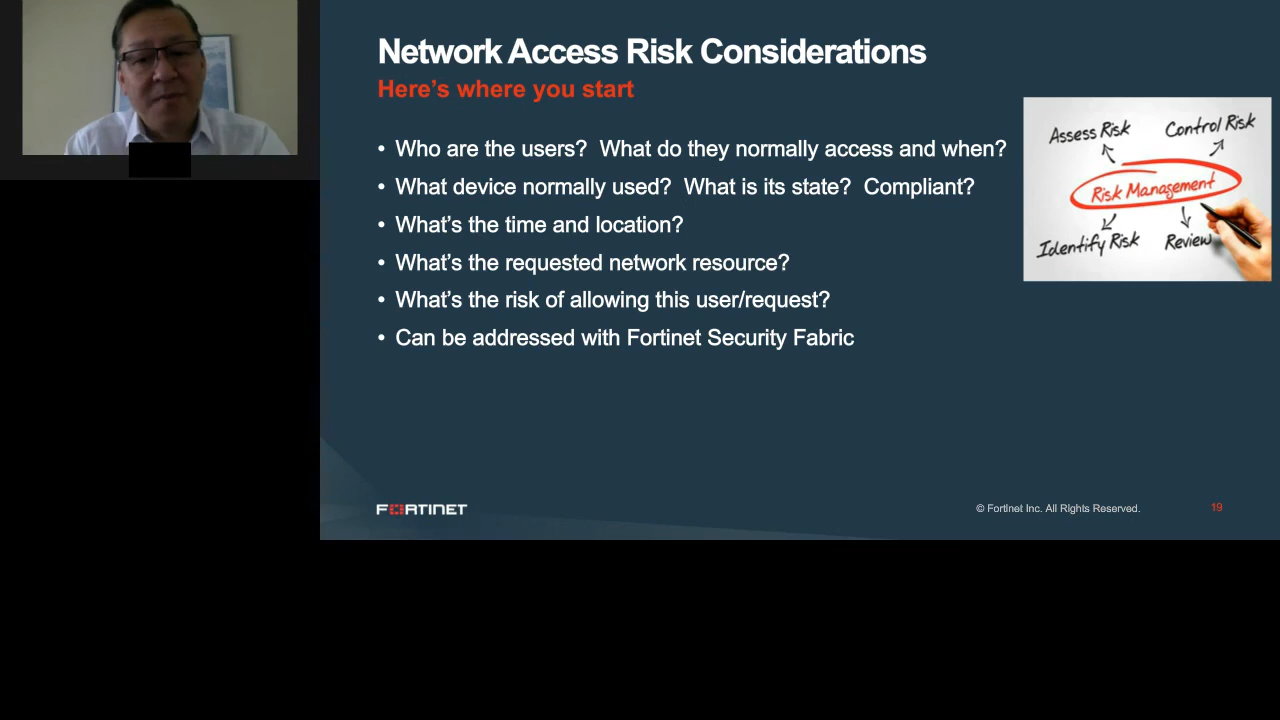 Network Access Risk Considerations
Here's where you start
• Who are the users?  What do they normally access and when?
• What device normally used?  What is its state?  Compliant?
• What's the time and location?
• What's the requested network resource?
• What's the risk of allowing this user/request?
• Can be addressed with Fortinet Security Fabric
Assess Risk
Control Risk
Risk Management
Identify Risk
Review
FORTINET
© Fortinet Inc. All Rights Reserved.
19